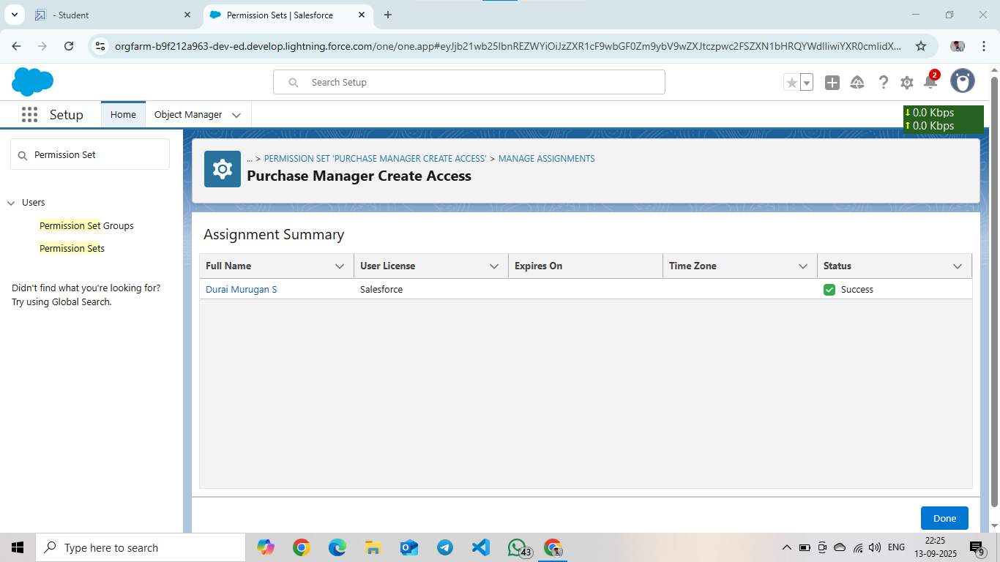 - Student
Permission Sets | Salesforce
orgfarm-b9f212a963-dev-ed.develop.lightning.force.com/one/one.app#eyJjb21wb25lbnREZWYiOiJzZXR1cF9wbGF0Zm9ybV9wZXJtczpwc2FSZXN1bHRQYWdlIiwiYXR0cmlidX...
Search Setup
2
Setup
Home
Object Manager
0.0 Kbps
0.0 Kbps
Permission Set
Users
Permission Set Groups
Permission Sets
Didn't find what you're looking for?
Try using Global Search.
... > PERMISSION SET 'PURCHASE MANAGER CREATE ACCESS' > MANAGE ASSIGNMENTS
Purchase Manager Create Access
Assignment Summary
Full Name User License Expires On Time Zone Status
Durai Murugan S Salesforce Success
Done
Type here to search
43
ENG
22:25
13-09-2025
9